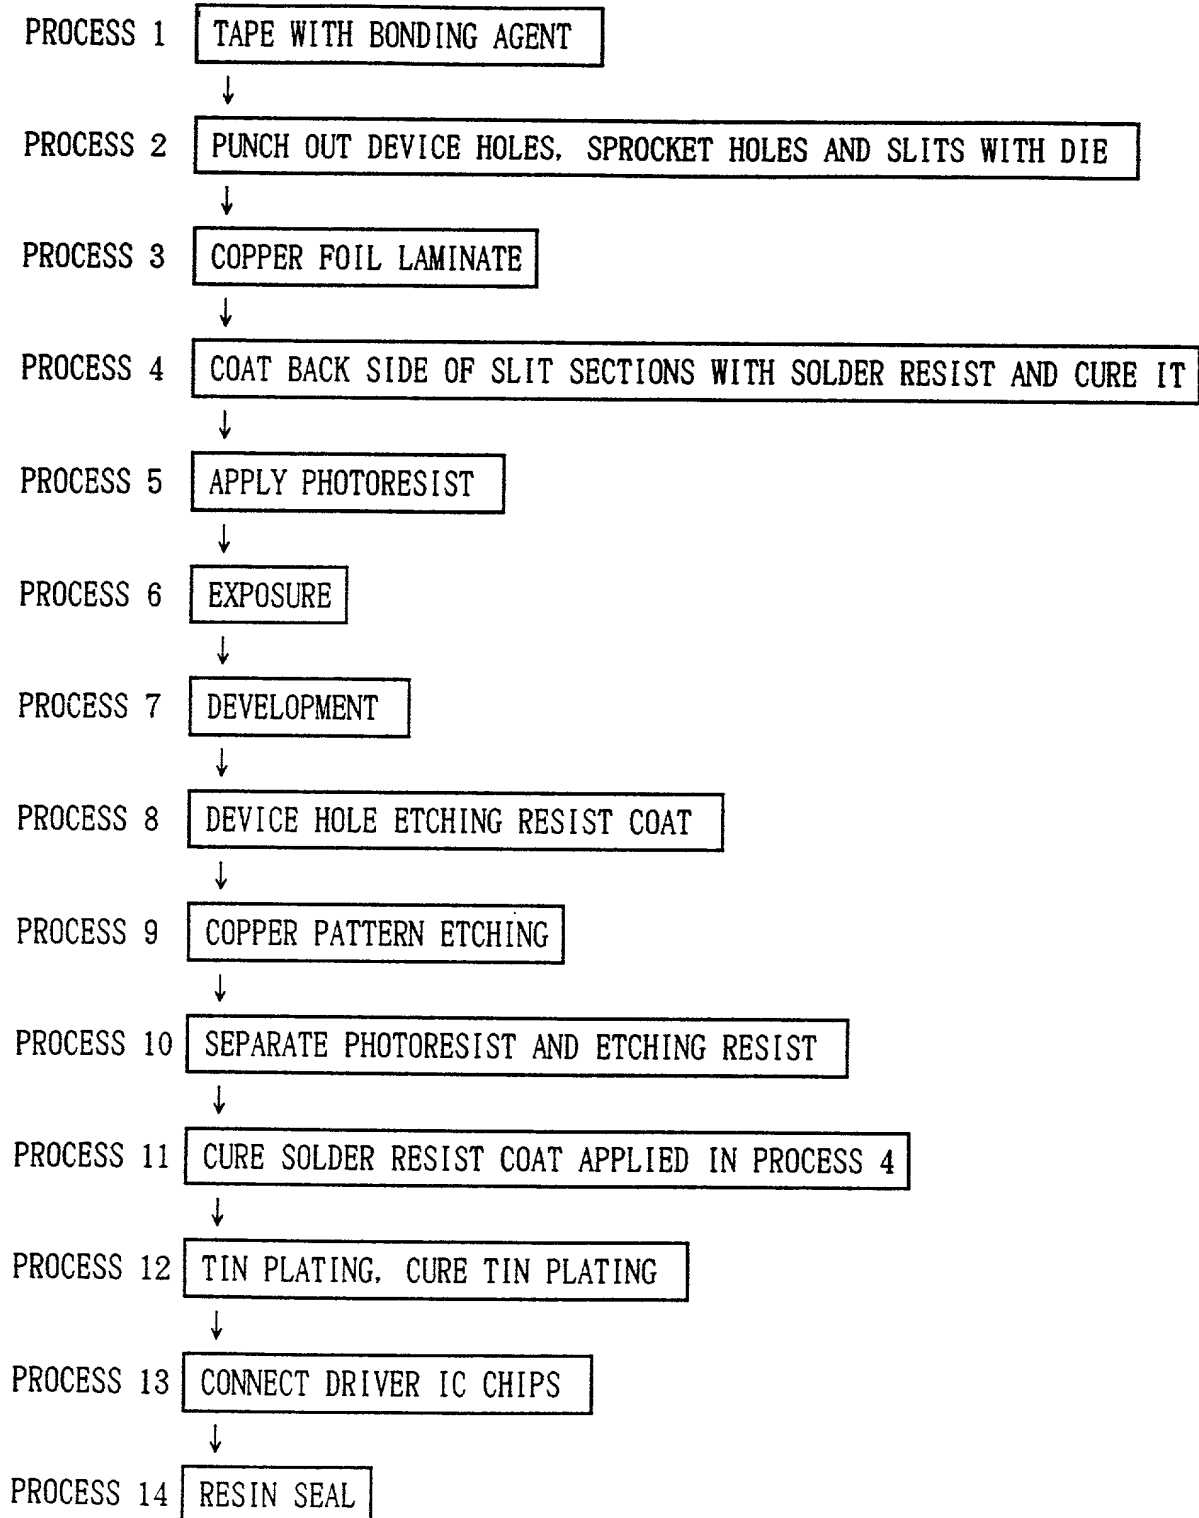 PROCESS 1 TAPE WITH BONDING AGENT
PROCESS 2 PUNCH OUT DEVICE HOLES, SPROCKET HOLES AND SLITS WITH DIE
PROCESS 3 COPPER FOIL LAMINATE
PROCESS 4 COAT BACK SIDE OF SLIT SECTIONS WITH SOLDER RESIST AND CURE IT
PROCESS 5 APPLY PHOTORESIST
PROCESS 6 EXPOSURE
PROCESS 7 DEVELOPMENT
PROCESS 8 DEVICE HOLE ETCHING RESIST COAT
PROCESS 9 COPPER PATTERN ETCHING
PROCESS 10 SEPARATE PHOTORESIST AND ETCHING RESIST
PROCESS 11 CURE SOLDER RESIST COAT APPLIED IN PROCESS 4
PROCESS 12 TIN PLATING, CURE TIN PLATING
PROCESS 13 CONNECT DRIVER IC CHIPS
PROCESS 14 RESIN SEAL